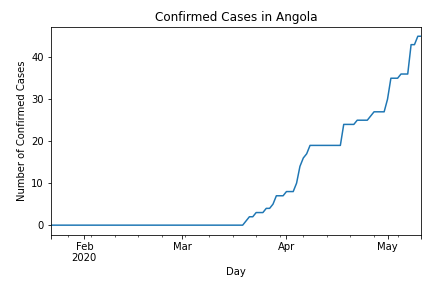 Confirmed Cases in Angola
Number of Confirmed Cases
40
30
20
10
0
Feb Mar Apr May
2020
Day